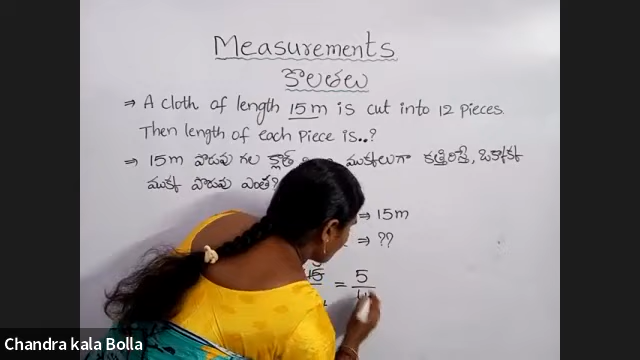 Measurements
కొలతలు
⇒ A cloth of length 15m is cut into 12 pieces.
Then length of each piece is..?
⇒ 15m పొడవు గల క్లాత్ ముక్కలుగా కత్తిరిస్తే, ఒక్కొక్క
ముక్క పొడవు ఎంత?
⇒ 15m
⇒ ??
= 5
Chandra kala Bolla